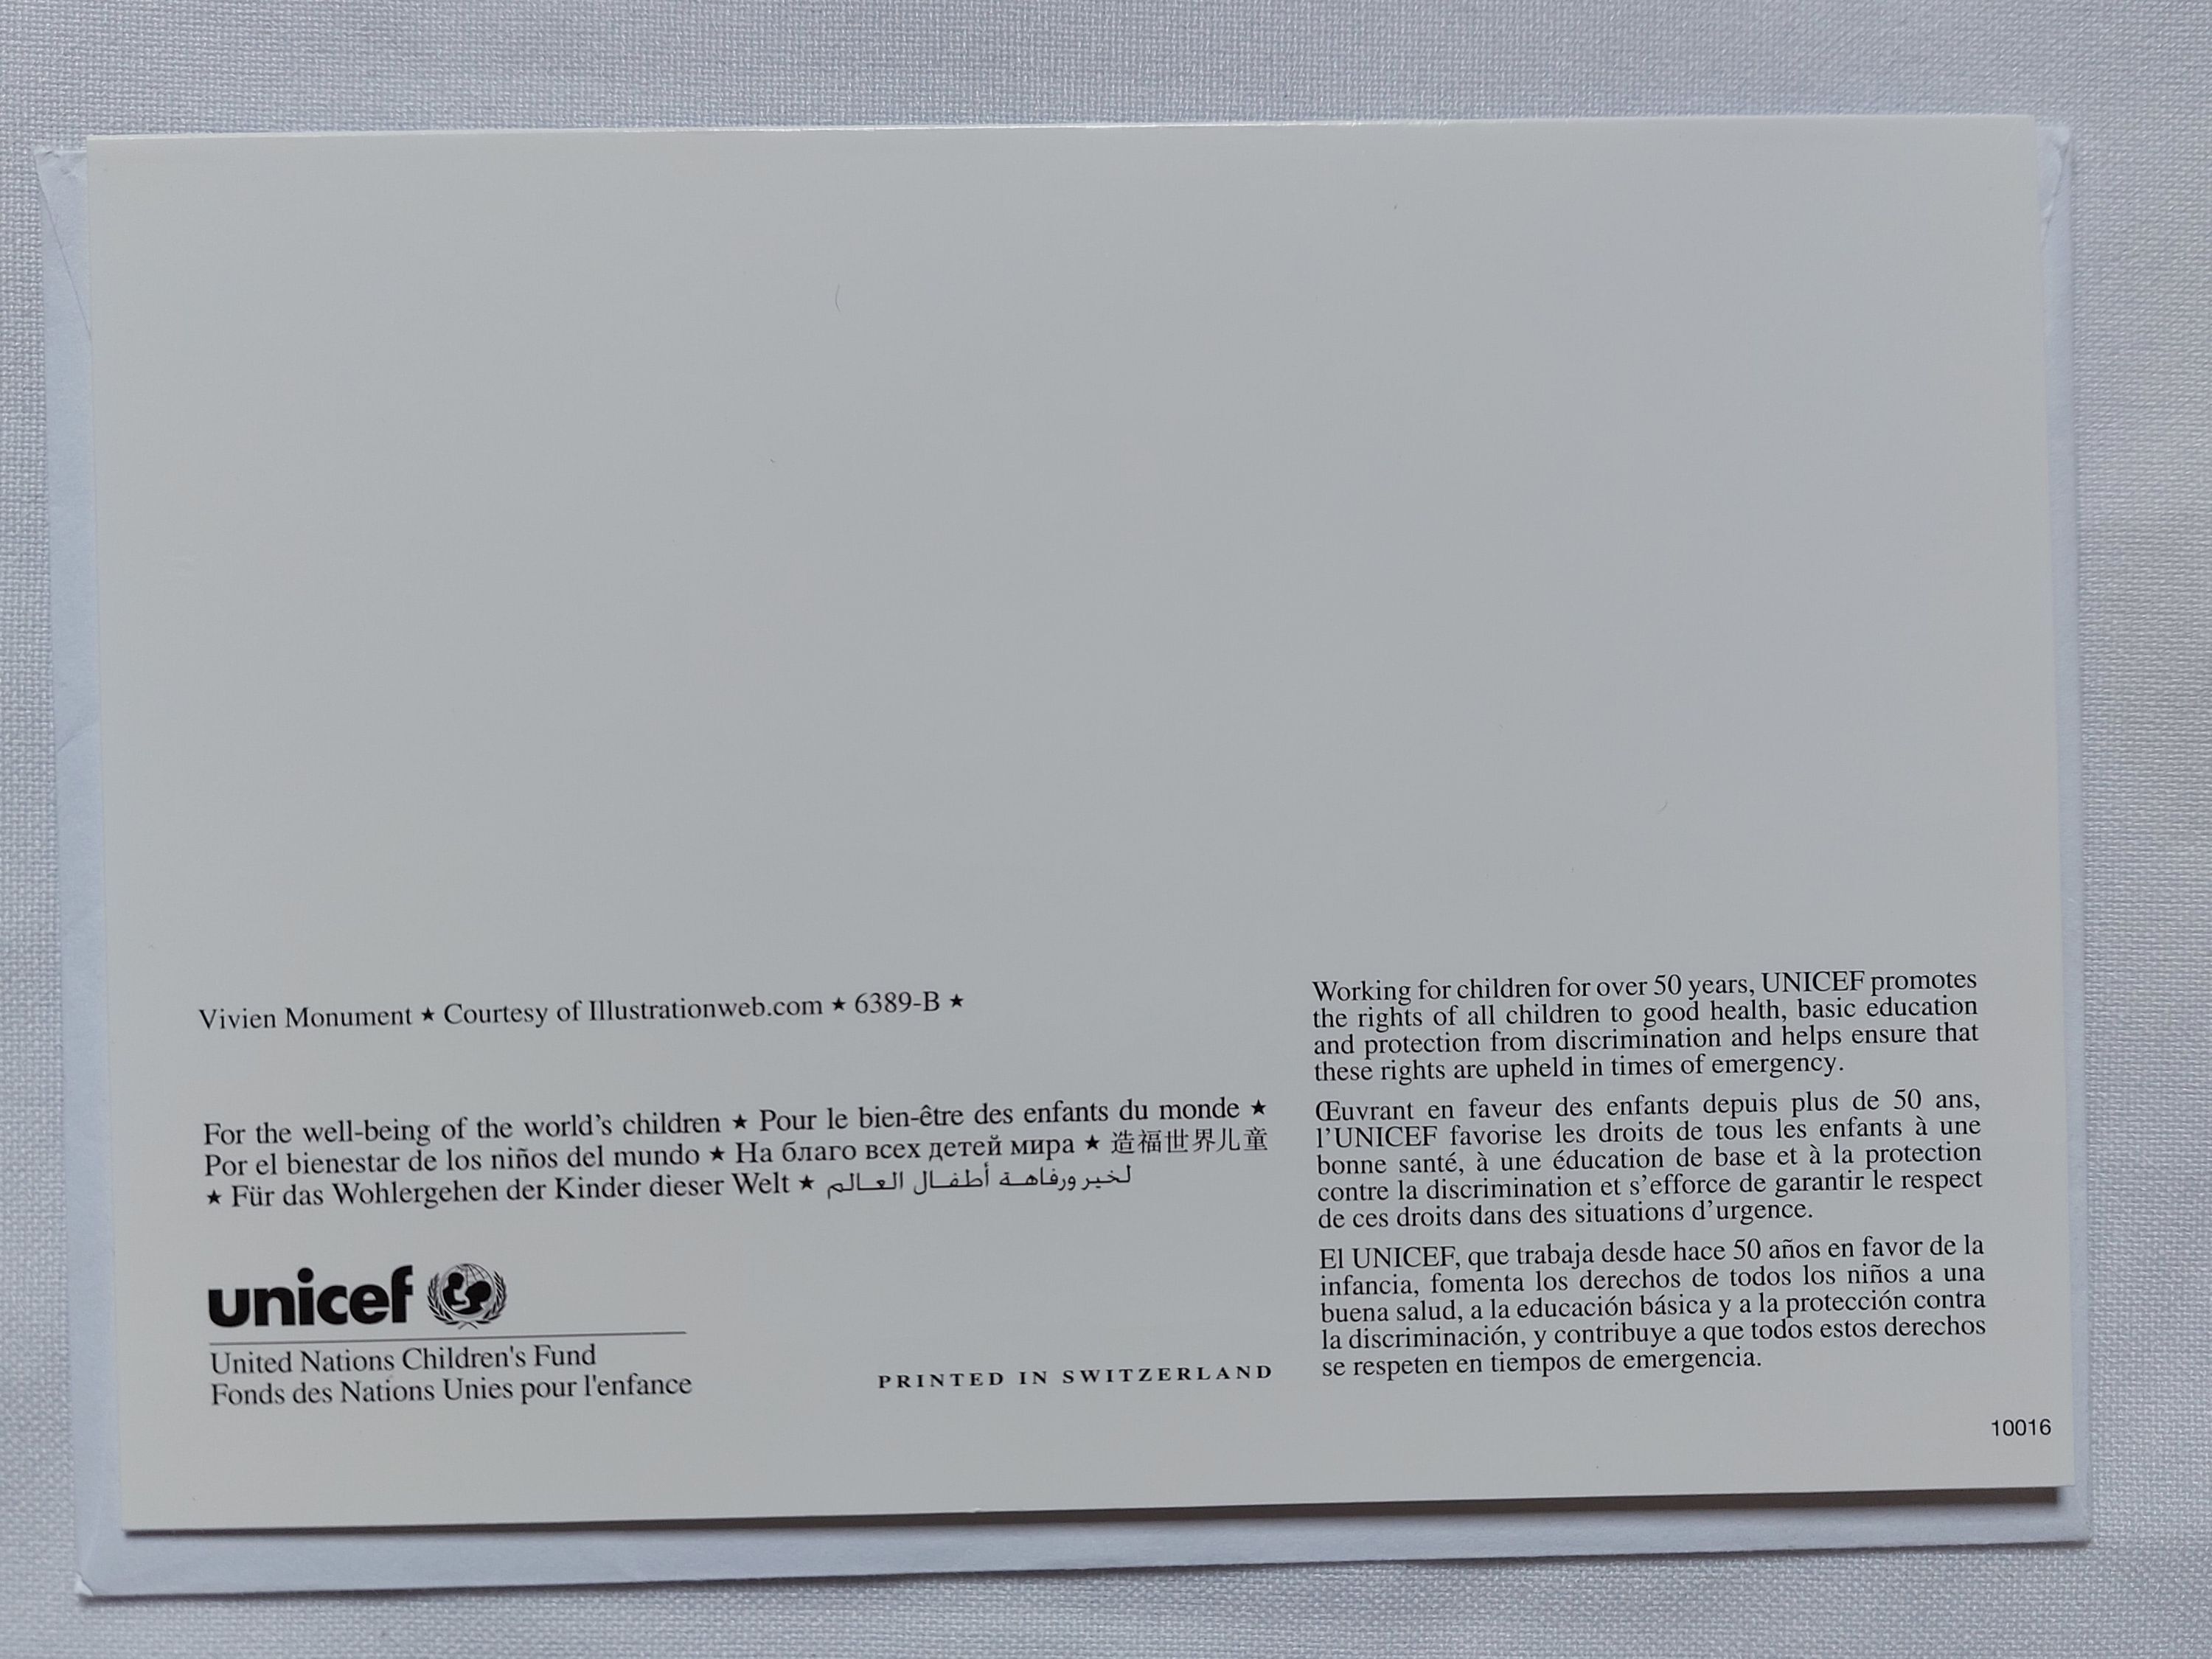 Vivien Monument ★ Courtesy of Illustrationweb.com ★ 6389-B ★
For the well-being of the world's children ★ Pour le bien-être des enfants du monde ★
Por el bienestar de los niños del mundo ★ На благо всех детей мира ★ 造福世界儿童
★ Für das Wohlergehen der Kinder dieser Welt ★ لخير ورفاهة أطفال العالم
unicef
United Nations Children's Fund
Fonds des Nations Unies pour l'enfance
PRINTED IN SWITZERLAND
Working for children for over 50 years, UNICEF promotes
the rights of all children to good health, basic education
and protection from discrimination and helps ensure that
these rights are upheld in times of emergency.
Œuvrant en faveur des enfants depuis plus de 50 ans,
l'UNICEF favorise les droits de tous les enfants à une
bonne santé, à une éducation de base et à la protection
contre la discrimination et s'efforce de garantir le respect
de ces droits dans des situations d'urgence.
El UNICEF, que trabaja desde hace 50 años en favor de la
infancia, fomenta los derechos de todos los niños a una
buena salud, a la educación básica y a la protección contra
la discriminación, y contribuye a que todos estos derechos
se respeten en tiempos de emergencia.
10016